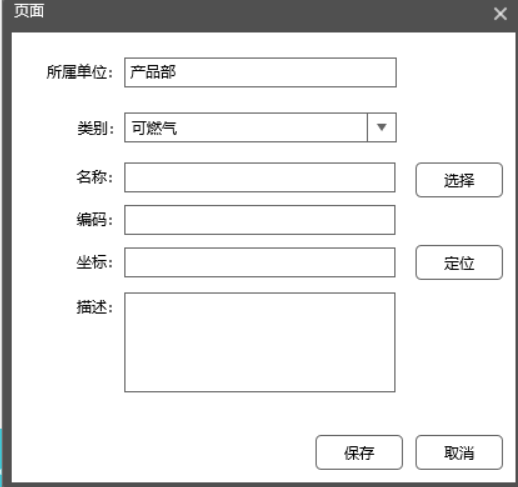 页面
所属单位: 产品部
类别: 可燃气
名称: 选择
编码:
坐标: 定位
描述:
保存 取消